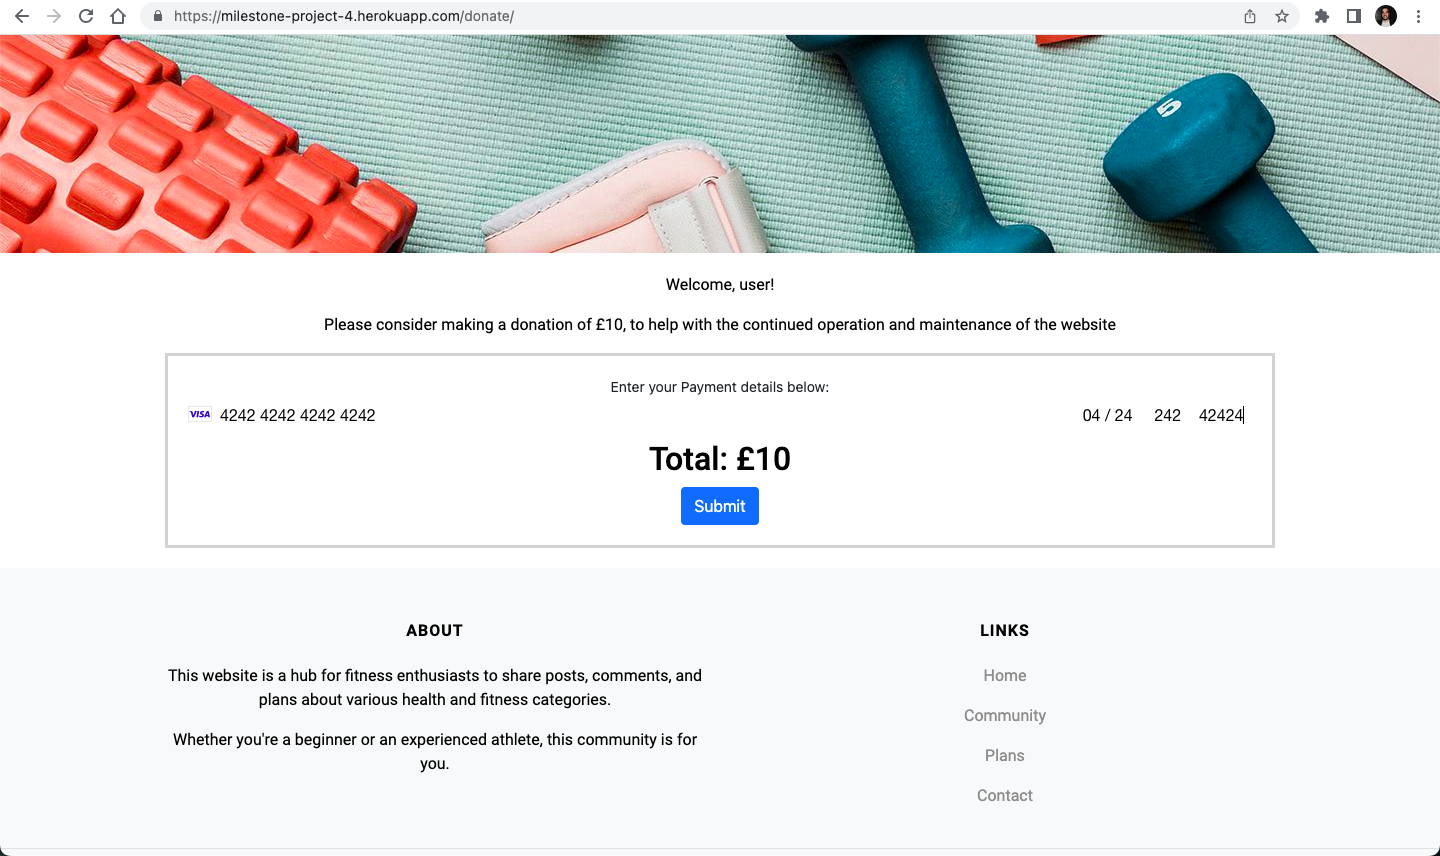 https://milestone-project-4.herokuapp.com/donate/
5
Welcome, user!
Please consider making a donation of £10, to help with the continued operation and maintenance of the website
Enter your Payment details below:
VISA 4242 4242 4242 4242 04 / 24 242 42424
Total: £10
Submit
ABOUT
This website is a hub for fitness enthusiasts to share posts, comments, and
plans about various health and fitness categories.
Whether you're a beginner or an experienced athlete, this community is for
you.
LINKS
Home
Community
Plans
Contact